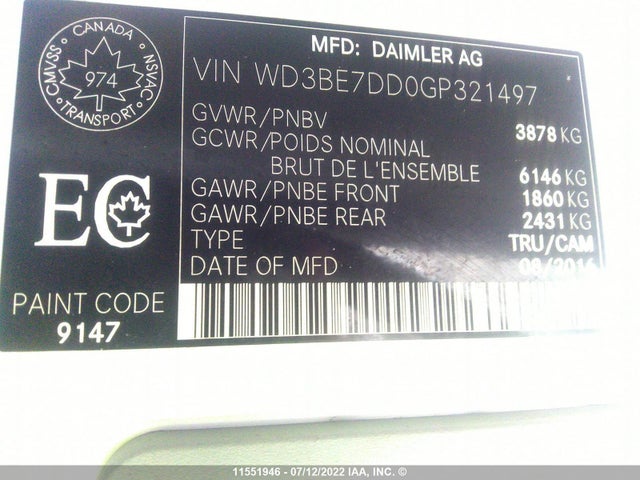 CANADA
CMVSS
NSVAC
974
TRANSPORT
EC
PAINT CODE
9147
MFD: DAIMLER AG
VIN WD3BE7DD0GP321497
GVWR/PNBV 3878 KG
GCWR/POIDS NOMINAL
BRUT DE L'ENSEMBLE 6146 KG
GAWR/PNBE FRONT 1860 KG
GAWR/PNBE REAR 2431 KG
TYPE TRU/CAM
DATE OF MFD 08/2016
11551946 - 07/12/2022 IAA, INC. ©